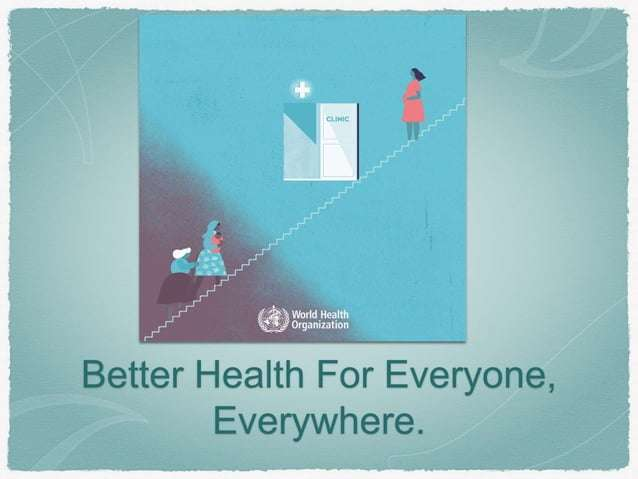 CLINIC
World Health
Organization
Better Health For Everyone,
Everywhere.